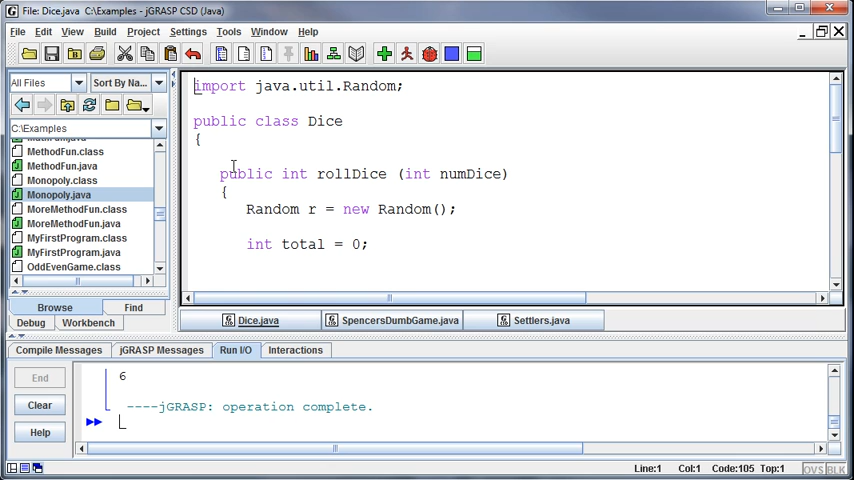 File: Dice.java C:\Examples - jGRASP CSD (Java)
File Edit View Build Project Settings Tools Window Help
All Files Sort By Na...
C:\Examples
MethodFun.class
MethodFun.java
Monopoly.class
Monopoly.java
MoreMethodFun.class
MoreMethodFun.java
MyFirstProgram.class
MyFirstProgram.java
OddEvenGame.class
Browse Find
Debug Workbench
import java.util.Random;
public class Dice
{
public int rollDice (int numDice)
{
Random r = new Random();
int total = 0;
Dice.java SpencersDumbGame.java Settlers.java
Compile Messages jGRASP Messages Run I/O Interactions
End
Clear
Help
6
----jGRASP: operation complete.
Line:1 Col:1 Code:105 Top:1 OVS BLK